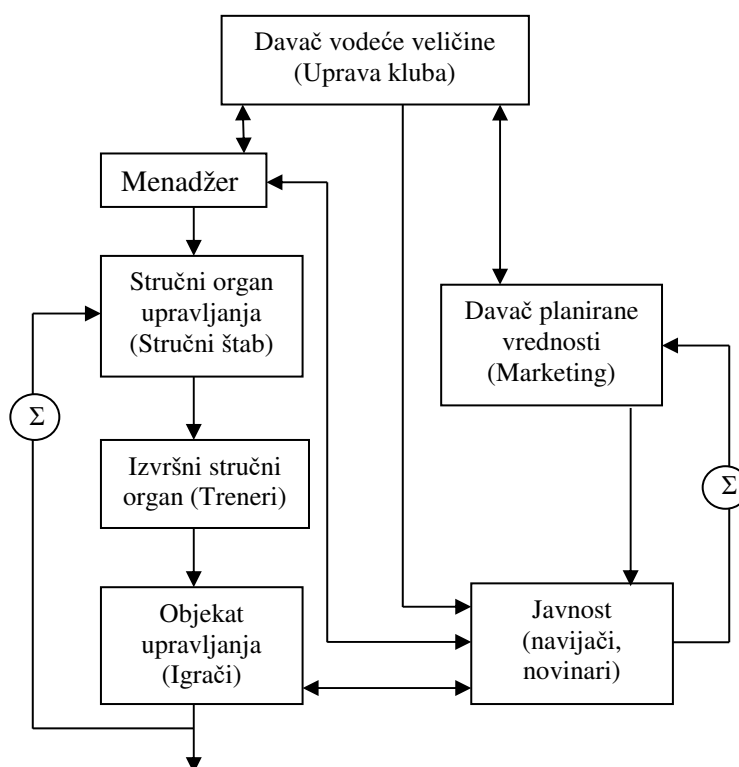 Davač vodeće veličine
(Uprava kluba)
Menadžer
Stručni organ
upravljanja
(Stručni štab)
Davač planirane
vrednosti
(Marketing)
Σ
Izvršni stručni
organ (Treneri)
Σ
Objekat
upravljanja
(Igrači)
Javnost
(navijači,
novinari)